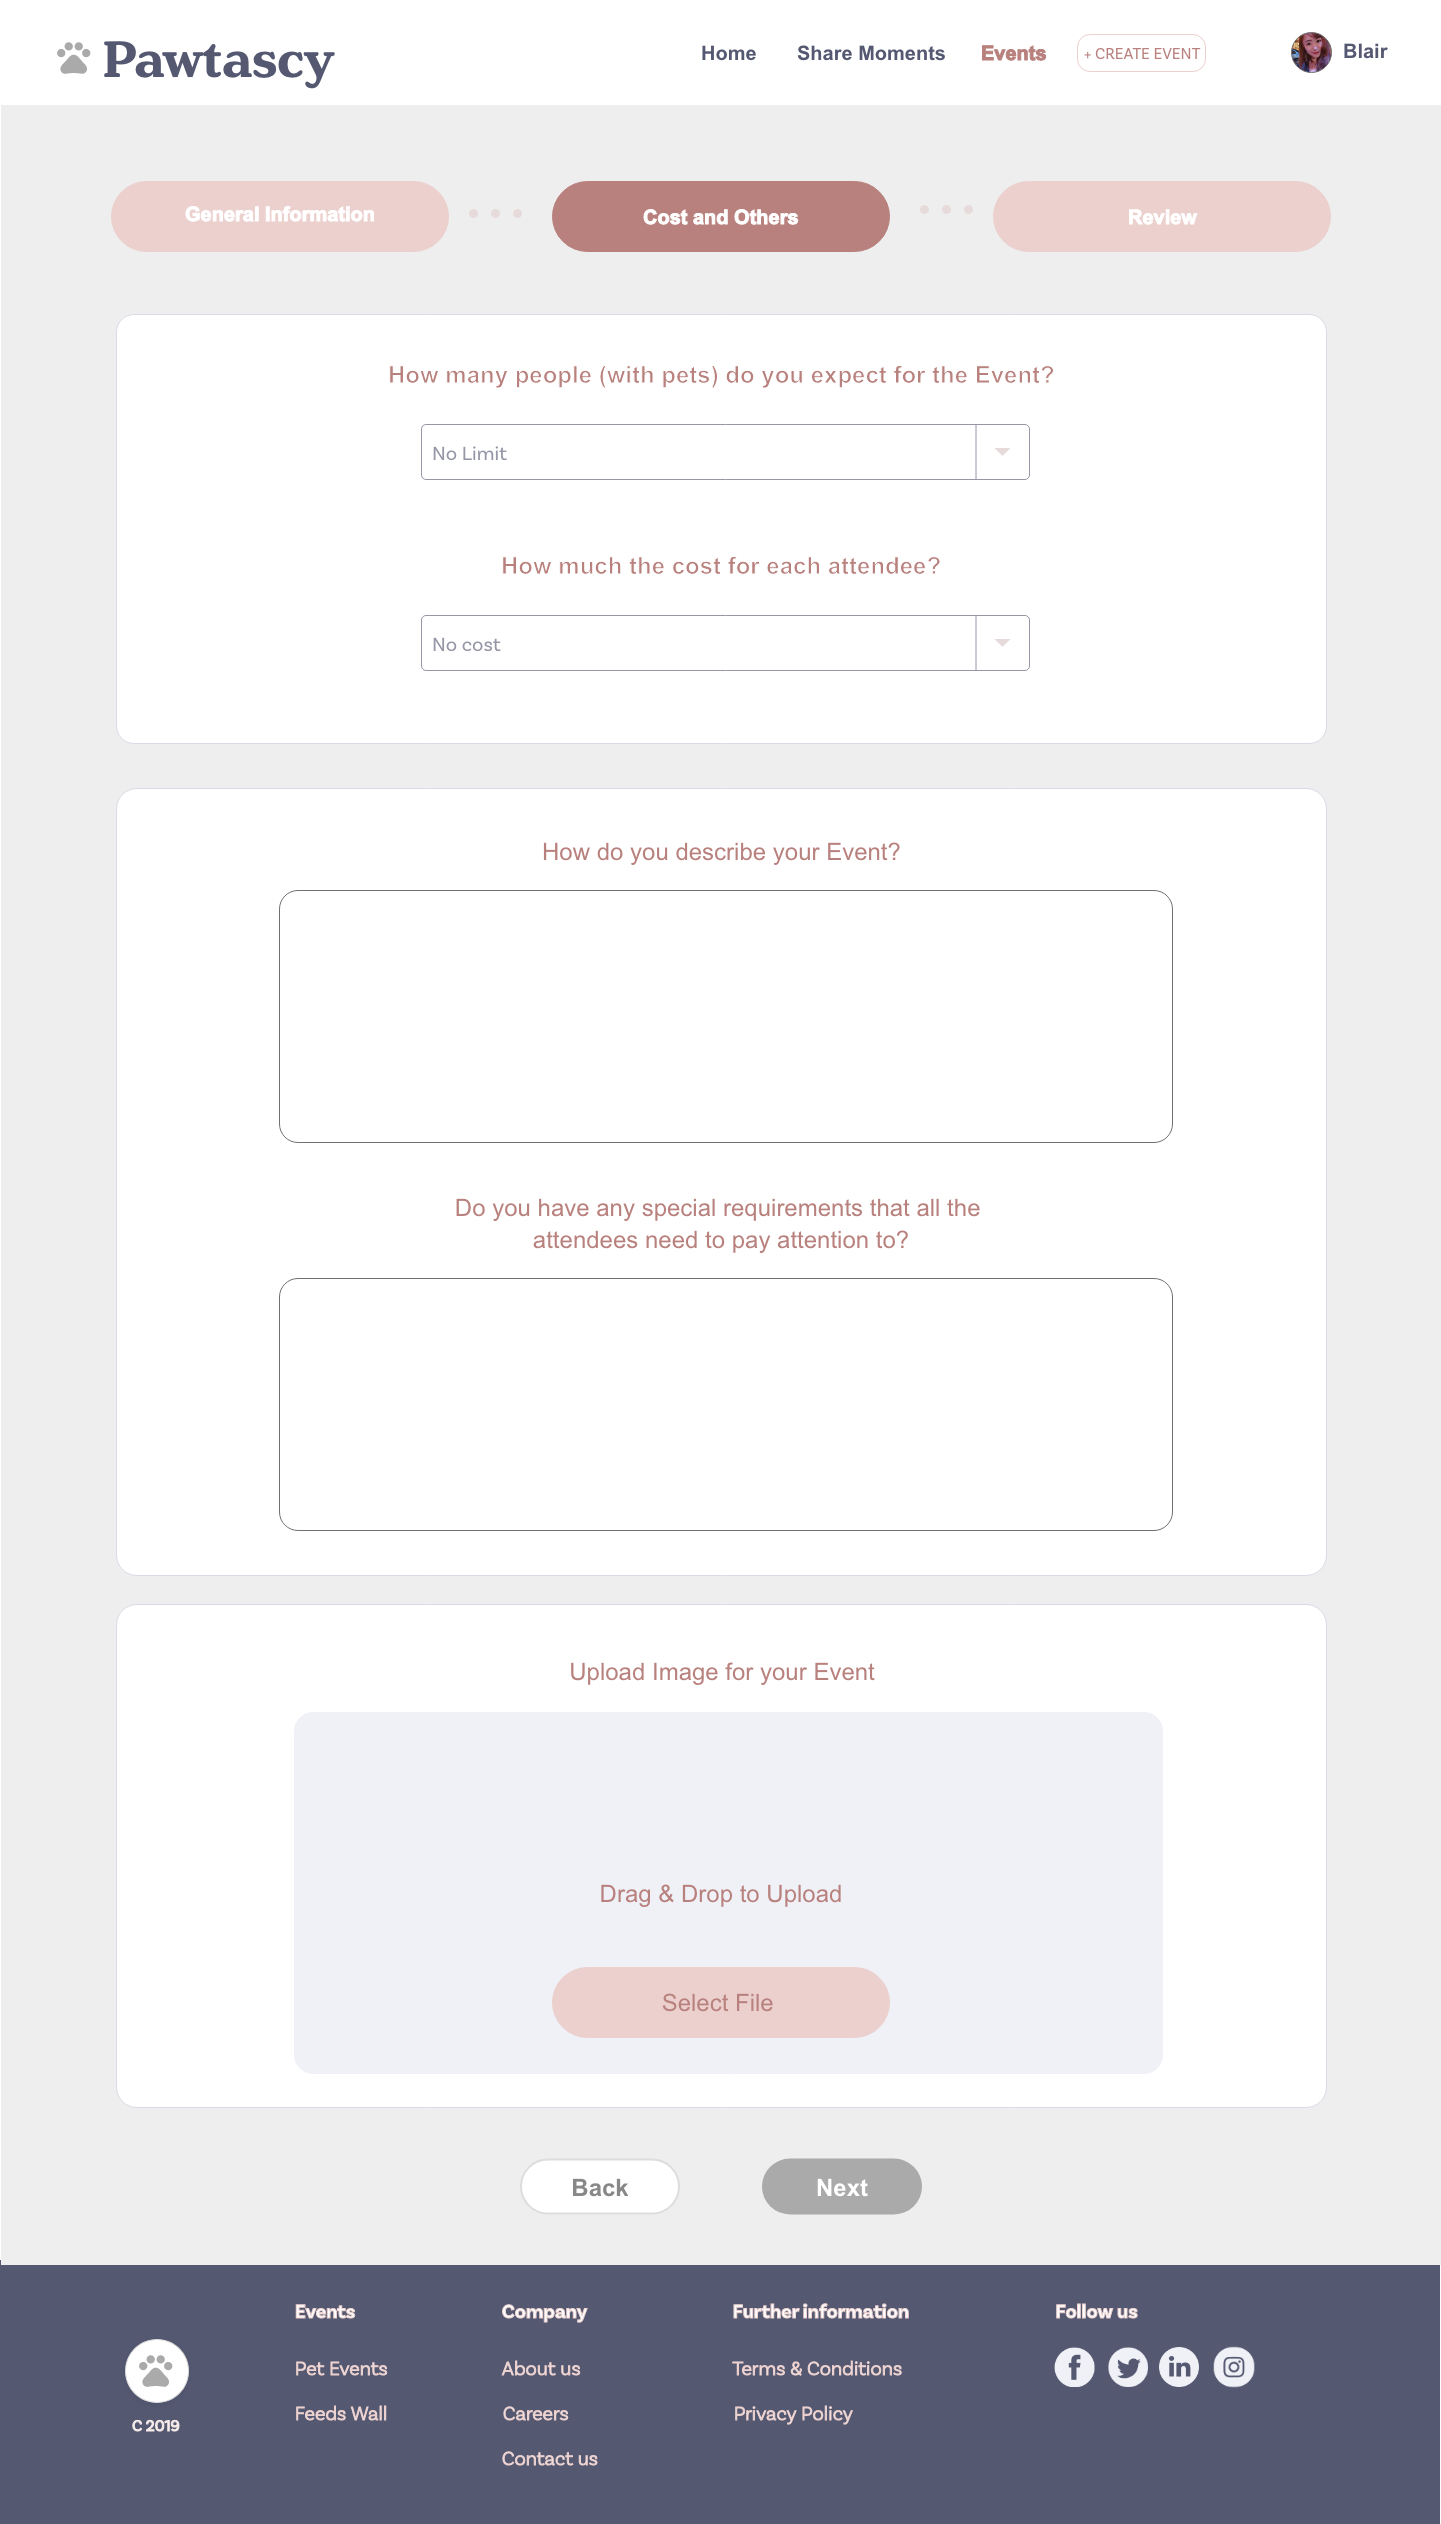 Pawtascy
Home Share Moments Events + CREATE EVENT Blair
General Information Cost and Others Review
How many people (with pets) do you expect for the Event?
No Limit
How much the cost for each attendee?
No cost
How do you describe your Event?
Do you have any special requirements that all the
attendees need to pay attention to?
Upload Image for your Event
Drag & Drop to Upload
Select File
Back Next
Events Company Further information Follow us
Pet Events About us Terms & Conditions
Feeds Wall Careers Privacy Policy
C 2019
Contact us